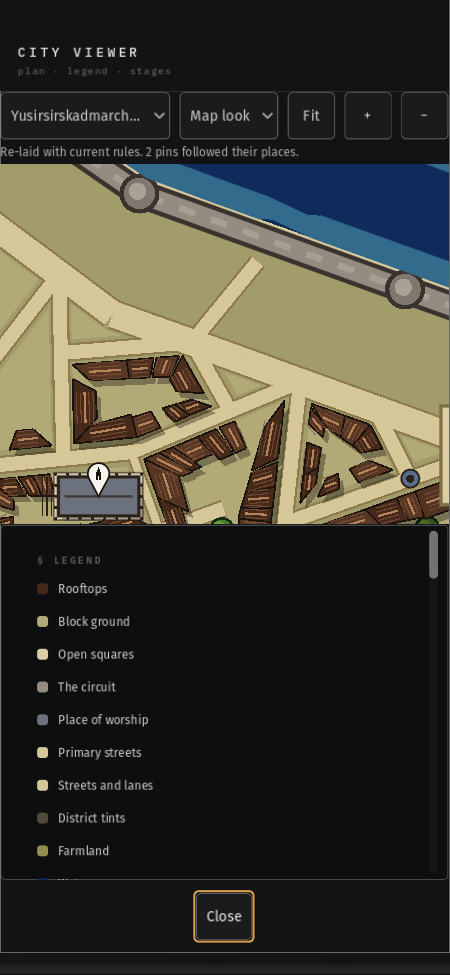 CITY VIEWER
plan · legend · stages
Yusirsirskadmarch...
Map look
Fit
+
−
Re-laid with current rules. 2 pins followed their places.
§ LEGEND
Rooftops
Block ground
Open squares
The circuit
Place of worship
Primary streets
Streets and lanes
District tints
Farmland
Close